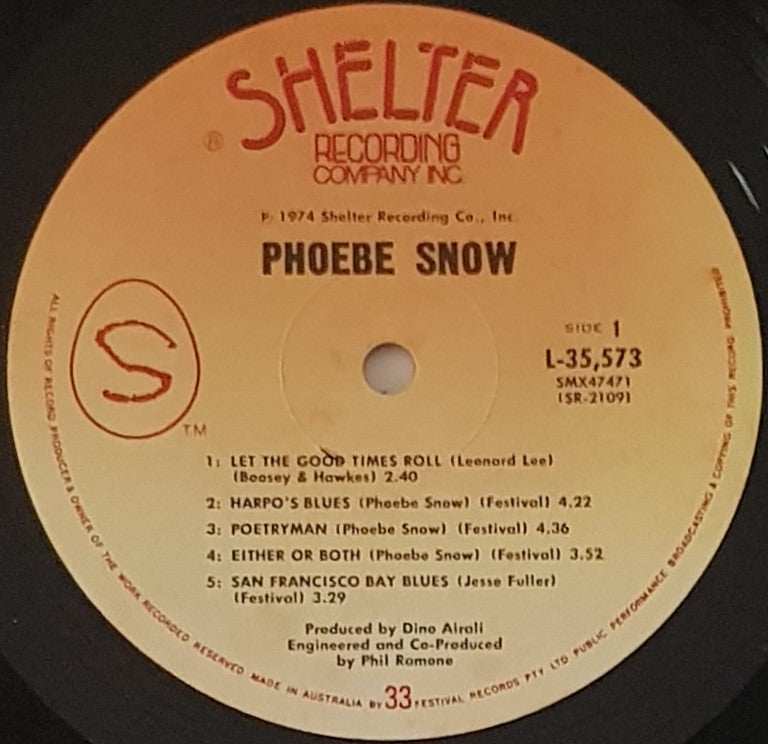 SHELTER
®
RECORDING
COMPANY INC
P. 1974 Shelter Recording Co., Inc.
PHOEBE SNOW
SIDE 1
L-35,573
SMX47471
(SR-2109)
S
TM
1: LET THE GOOD TIMES ROLL (Leonard Lee)
(Boosey & Hawkes) 2.40
2: HARPO'S BLUES (Phoebe Snow) (Festival) 4.22
3: POETRYMAN (Phoebe Snow) (Festival) 4.36
4: EITHER OR BOTH (Phoebe Snow) (Festival) 3.52
5: SAN FRANCISCO BAY BLUES (Jesse Fuller)
(Festival) 3.29
Produced by Dino Airali
Engineered and Co-Produced
by Phil Ramone
ALL RIGHTS OF RECORD PRODUCER & OWNER OF THE WORK RECORDED RESERVED MADE IN AUSTRALIA BY 33 FESTIVAL RECORDS PTY LTD PUBLIC PERFORMANCE BROADCASTING & COPYING OF THIS RECORD PROHIBITED